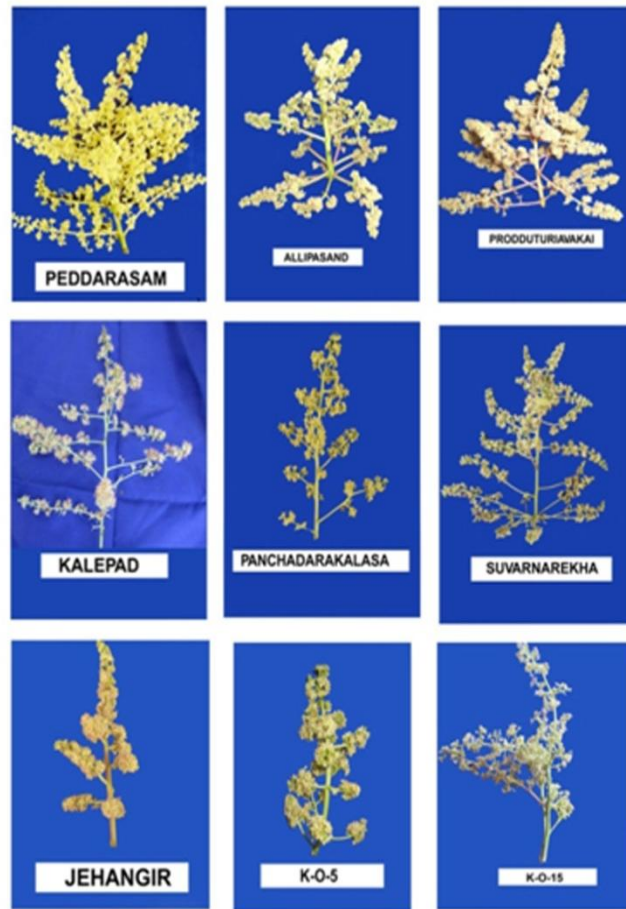 PEDDARASAM
ALLIPASAND
PRODDUTURIAVAKAI
KALEPAD
PANCHADARAKALASA
SUVARNAREKHA
JEHANGIR
K-O-5
K-O-15